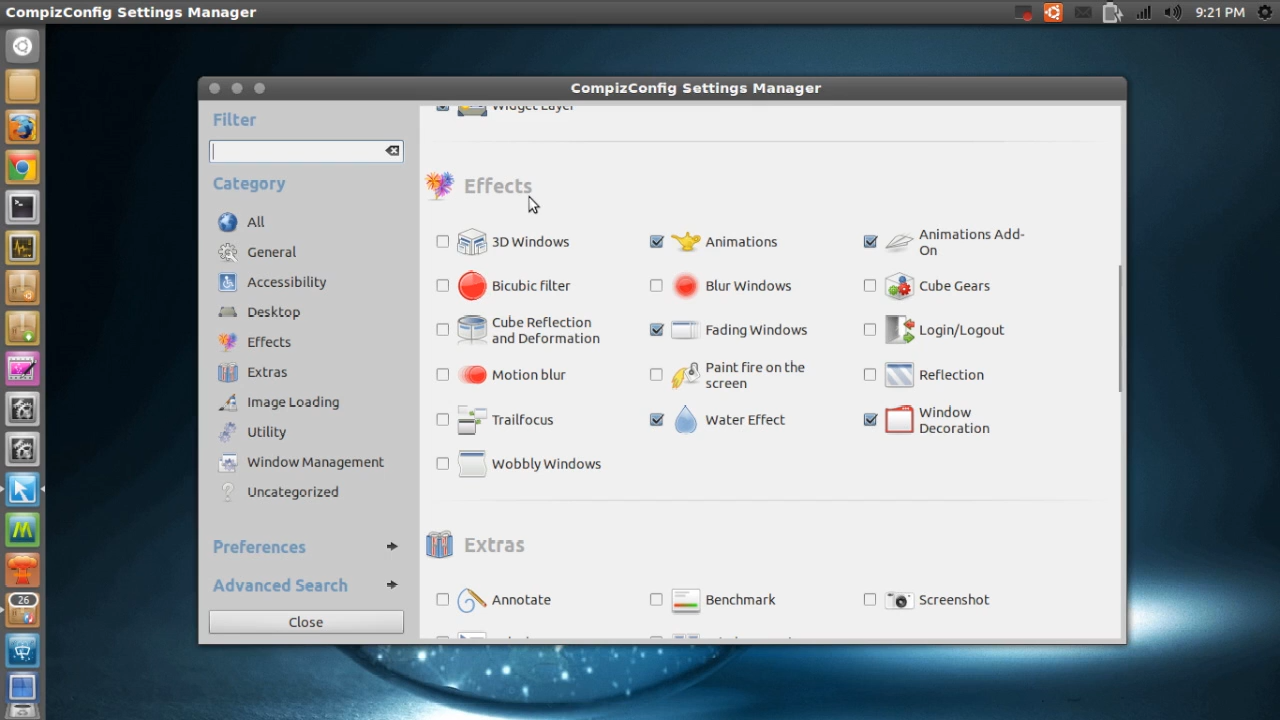 CompizConfig Settings Manager
9:21 PM
CompizConfig Settings Manager
Filter
Category
All
General
Accessibility
Desktop
Effects
Extras
Image Loading
Utility
Window Management
Uncategorized
Preferences
Advanced Search
Close
Widget Layer
Effects
3D Windows
Animations
Animations Add-
On
Bicubic filter
Blur Windows
Cube Gears
Cube Reflection
and Deformation
Fading Windows
Login/Logout
Motion blur
Paint fire on the
screen
Reflection
Trailfocus
Water Effect
Window
Decoration
Wobbly Windows
Extras
Annotate
Benchmark
Screenshot
26